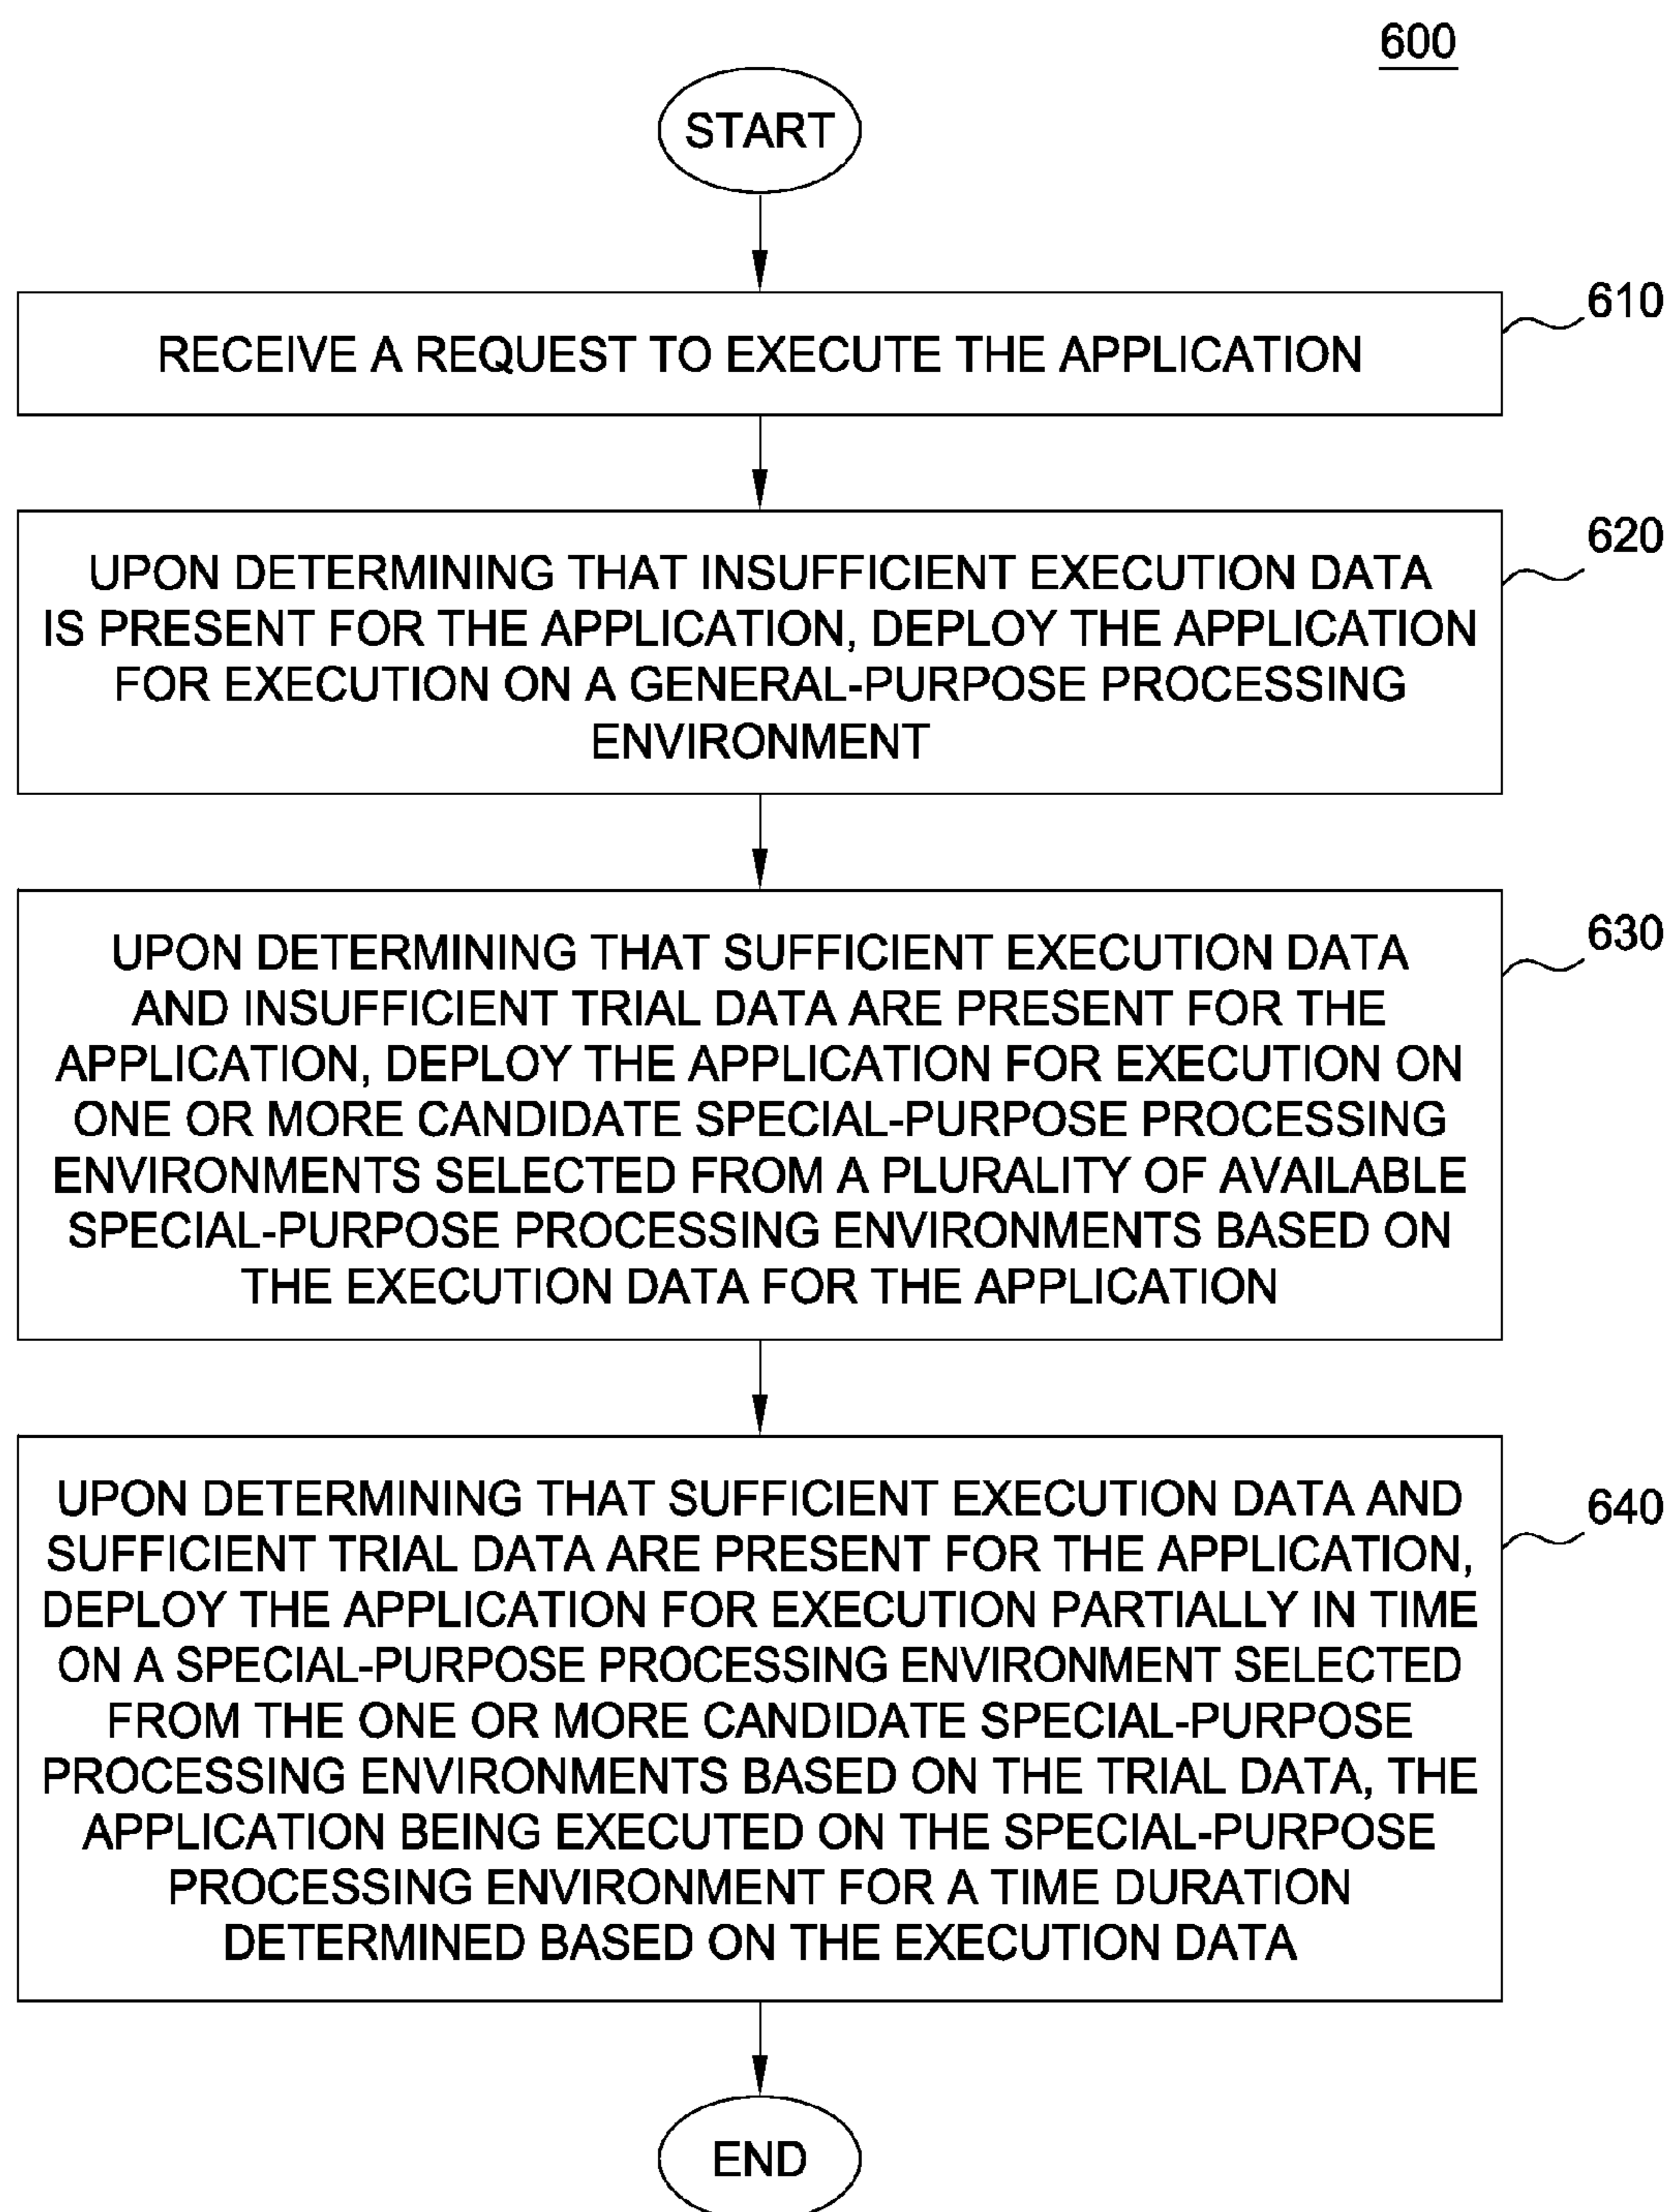 600
START
RECEIVE A REQUEST TO EXECUTE THE APPLICATION
610
UPON DETERMINING THAT INSUFFICIENT EXECUTION DATA
IS PRESENT FOR THE APPLICATION, DEPLOY THE APPLICATION
FOR EXECUTION ON A GENERAL-PURPOSE PROCESSING
ENVIRONMENT
620
UPON DETERMINING THAT SUFFICIENT EXECUTION DATA
AND INSUFFICIENT TRIAL DATA ARE PRESENT FOR THE
APPLICATION, DEPLOY THE APPLICATION FOR EXECUTION ON
ONE OR MORE CANDIDATE SPECIAL-PURPOSE PROCESSING
ENVIRONMENTS SELECTED FROM A PLURALITY OF AVAILABLE
SPECIAL-PURPOSE PROCESSING ENVIRONMENTS BASED ON
THE EXECUTION DATA FOR THE APPLICATION
630
UPON DETERMINING THAT SUFFICIENT EXECUTION DATA AND
SUFFICIENT TRIAL DATA ARE PRESENT FOR THE APPLICATION,
DEPLOY THE APPLICATION FOR EXECUTION PARTIALLY IN TIME
ON A SPECIAL-PURPOSE PROCESSING ENVIRONMENT SELECTED
FROM THE ONE OR MORE CANDIDATE SPECIAL-PURPOSE
PROCESSING ENVIRONMENTS BASED ON THE TRIAL DATA, THE
APPLICATION BEING EXECUTED ON THE SPECIAL-PURPOSE
PROCESSING ENVIRONMENT FOR A TIME DURATION
DETERMINED BASED ON THE EXECUTION DATA
640
END